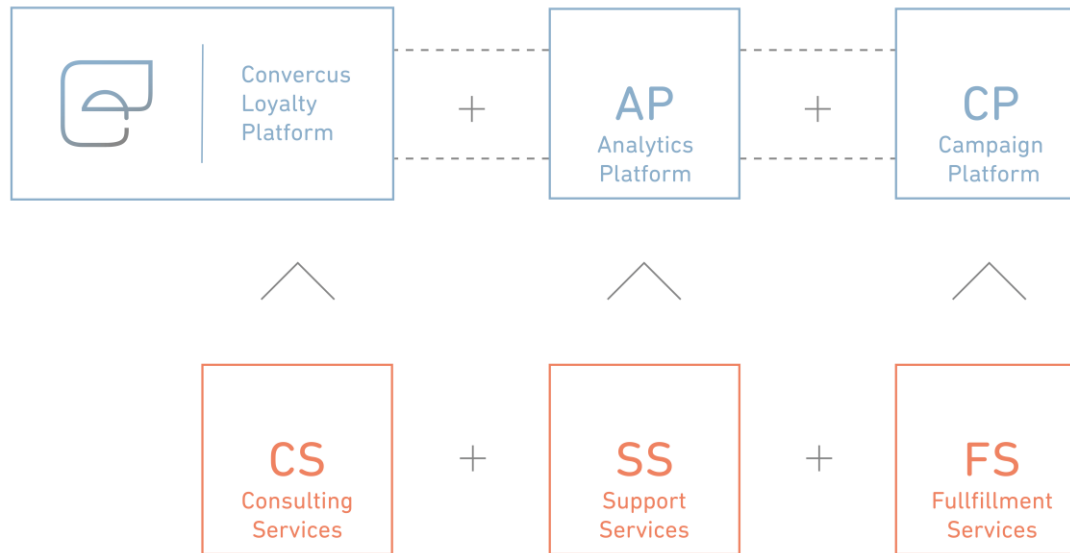 Convercus
Loyalty
Platform
+
AP
Analytics
Platform
+
CP
Campaign
Platform
CS
Consulting
Services
+
SS
Support
Services
+
FS
Fullfillment
Services